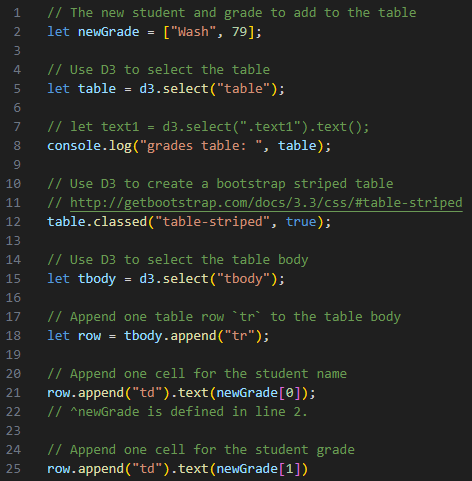 1 // The new student and grade to add to the table
2 let newGrade = ["Wash", 79];
3
4 // Use D3 to select the table
5 let table = d3.select("table");
6
7 // let text1 = d3.select(".text1").text();
8 console.log("grades table: ", table);
9
10 // Use D3 to create a bootstrap striped table
11 // http://getbootstrap.com/docs/3.3/css/#table-striped
12 table.classed("table-striped", true);
13
14 // Use D3 to select the table body
15 let tbody = d3.select("tbody");
16
17 // Append one table row `tr` to the table body
18 let row = tbody.append("tr");
19
20 // Append one cell for the student name
21 row.append("td").text(newGrade[0]);
22 // ^newGrade is defined in line 2.
23
24 // Append one cell for the student grade
25 row.append("td").text(newGrade[1])